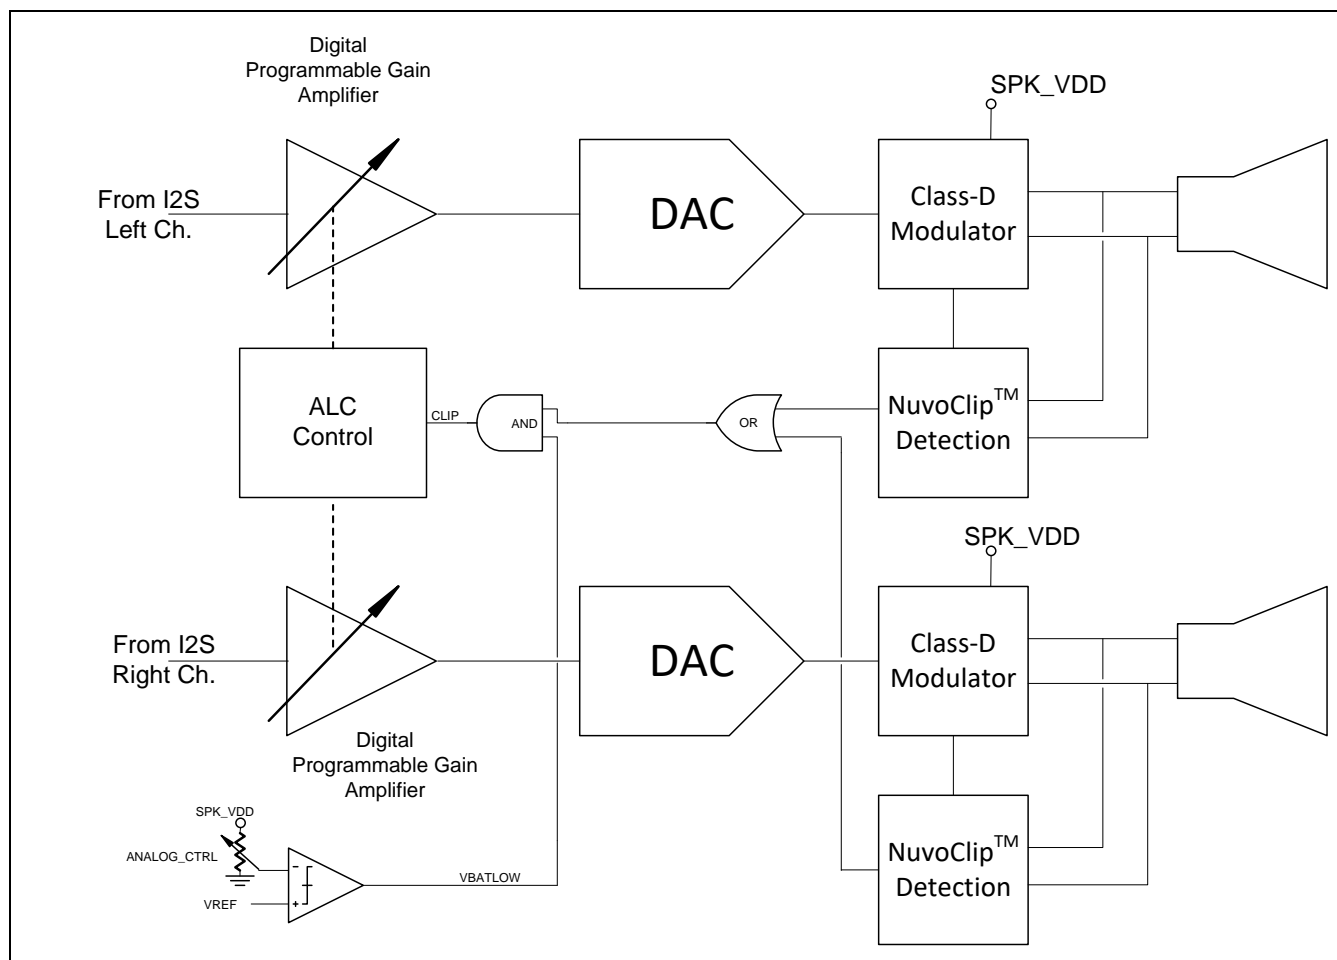 Digital
Programmable Gain
Amplifier
SPK_VDD
From I2S
Left Ch.
DAC
Class-D
Modulator
ALC
Control
CLIP
AND
OR
NuvoClip™
Detection
SPK_VDD
From I2S
Right Ch.
DAC
Class-D
Modulator
Digital
Programmable Gain
Amplifier
SPK_VDD
ANALOG_CTRL
-
VREF
+
VBATLOW
NuvoClip™
Detection